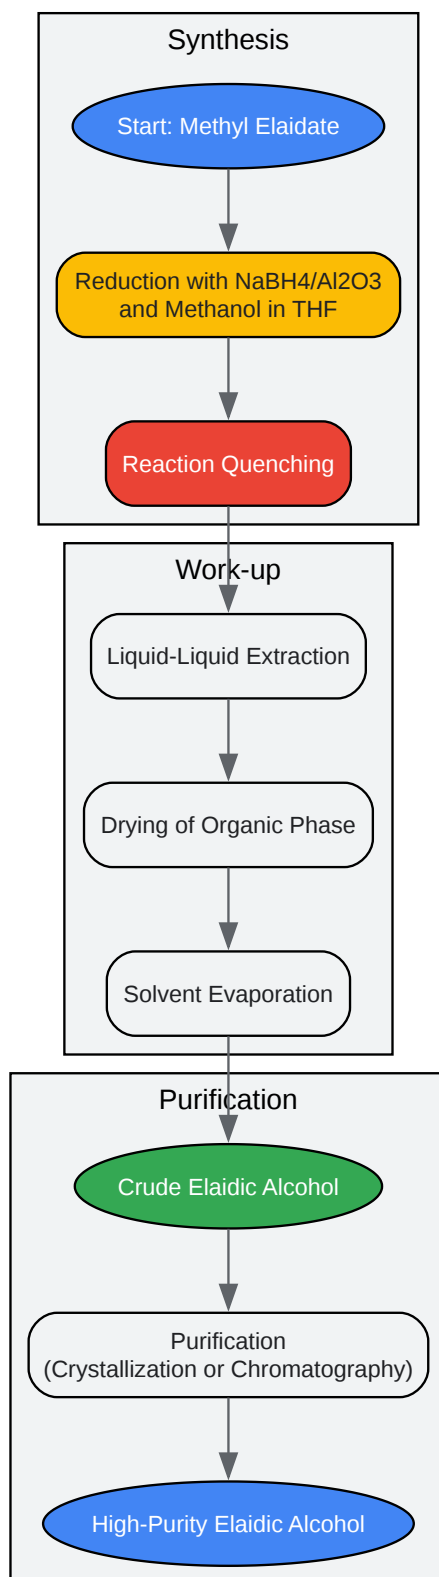 Synthesis
Start: Methyl Elaidate
Reduction with NaBH4/Al2O3
and Methanol in THF
Reaction Quenching
Work-up
Liquid-Liquid Extraction
Drying of Organic Phase
Solvent Evaporation
Purification
Crude Elaidic Alcohol
Purification
(Crystallization or Chromatography)
High-Purity Elaidic Alcohol